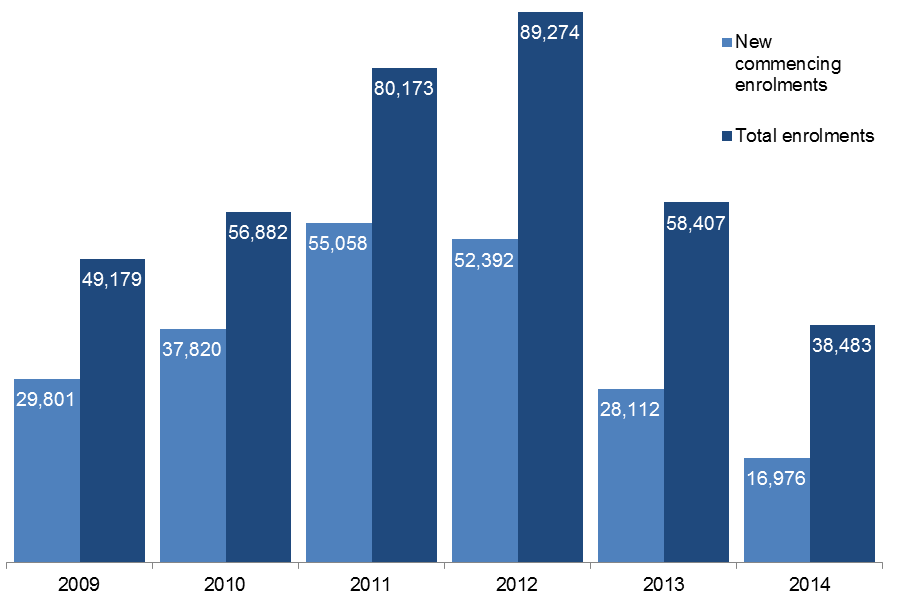 89,274
New
commencing
enrolments
80,173
Total enrolments
58,407
56,882
55,058
52,392
49,179
38,483
37,820
29,801
28,112
16,976
2009 2010 2011 2012 2013 2014